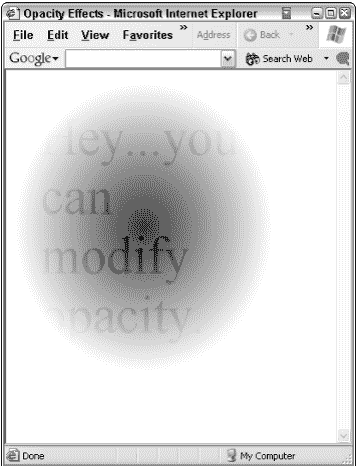 Opacity Effects - Microsoft Internet Explorer
File Edit View Favorites » Address Back »
Google Search Web
Hey...you
can
modify
opacity.
Done My Computer